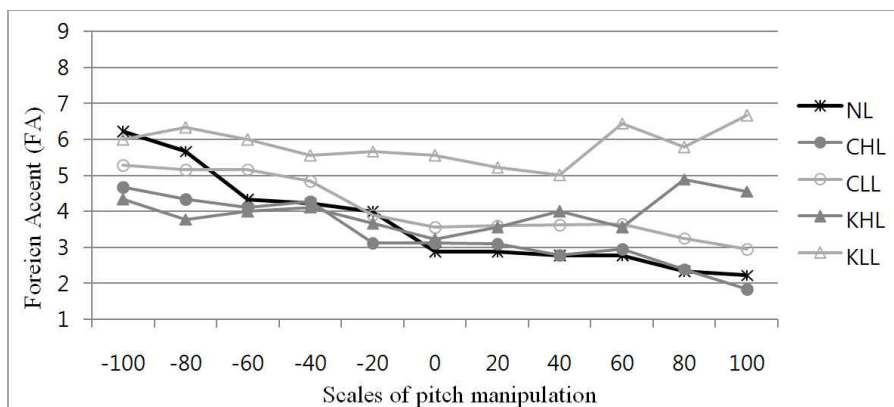 9
8
7
6
5
4
3
2
1
Foreign Accent (FA)
-100 -80 -60 -40 -20 0 20 40 60 80 100
Scales of pitch manipulation
NL
CHL
CLL
KHL
KLL